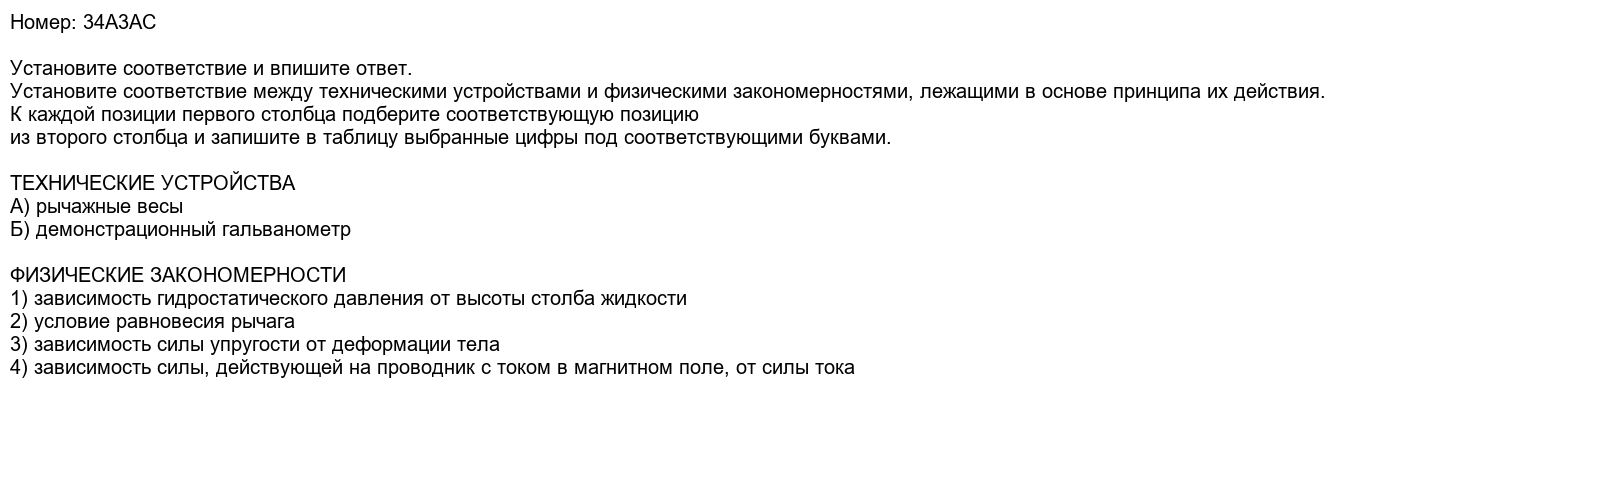 Номер: 34A3AC
Установите соответствие и впишите ответ.
Установите соответствие между техническими устройствами и физическими закономерностями, лежащими в основе принципа их действия.
К каждой позиции первого столбца подберите соответствующую позицию
из второго столбца и запишите в таблицу выбранные цифры под соответствующими буквами.
ТЕХНИЧЕСКИЕ УСТРОЙСТВА
А) рычажные весы
Б) демонстрационный гальванометр
ФИЗИЧЕСКИЕ ЗАКОНОМЕРНОСТИ
1) зависимость гидростатического давления от высоты столба жидкости
2) условие равновесия рычага
3) зависимость силы упругости от деформации тела
4) зависимость силы, действующей на проводник с током в магнитном поле, от силы тока